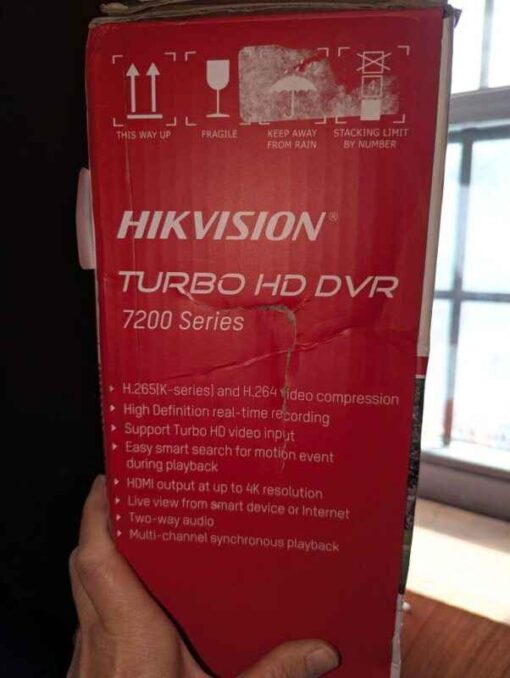 THIS WAY UP FRAGILE KEEP AWAY STACKING LIMIT
FROM RAIN BY NUMBER
HIKVISION®
TURBO HD DVR
7200 Series
H.265(K-series) and H.264 video compression
High Definition real-time recording
Support Turbo HD video input
Easy smart search for motion event
during playback
HDMI output at up to 4K resolution
Live view from smart device or Internet
Two-way audio
Multi-channel synchronous playback